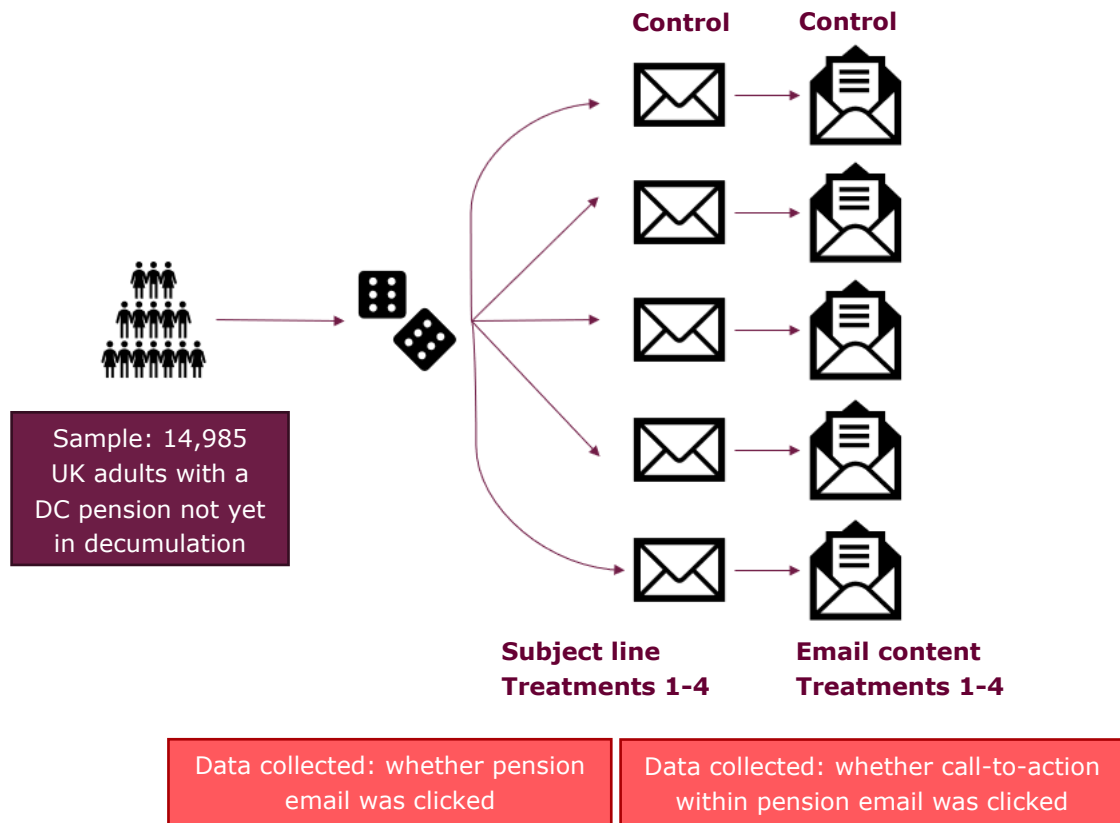 Control
Control
Sample: 14,985
UK adults with a
DC pension not yet
in decumulation
Subject line
Treatments 1-4
Email content
Treatments 1-4
Data collected: whether pension
email was clicked
Data collected: whether call-to-action
within pension email was clicked